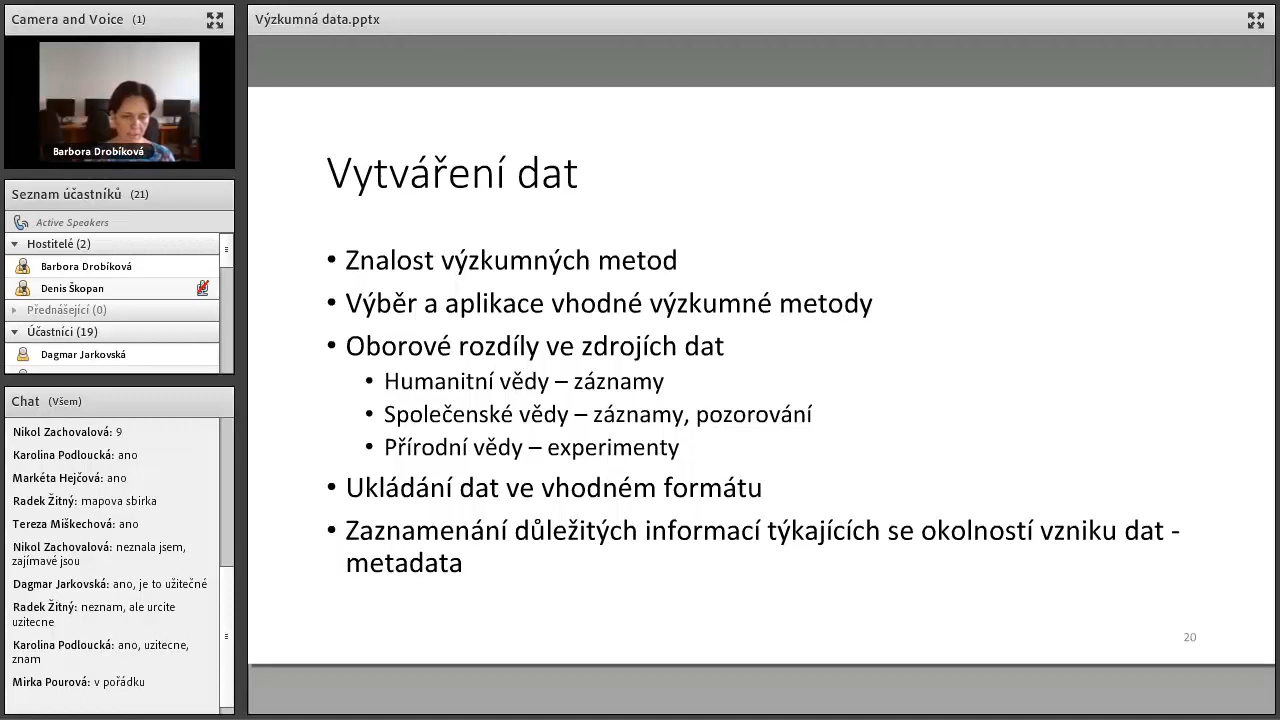 Camera and Voice (1)
Barbora Drobíková
Seznam účastníků (21)
Active Speakers
Hostitelé (2)
Barbora Drobíková
Denis Škopan
Přednášející (0)
Účastníci (19)
Dagmar Jarkovská
Chat (Všem)
Nikol Zachovalová: 9
Karolina Podloucká: ano
Markéta Hejčová: ano
Radek Žitný: mapova sbirka
Tereza Miškechová: ano
Nikol Zachovalová: neznala jsem,
zajímavé jsou
Dagmar Jarkovská: ano, je to užitečné
Radek Žitný: neznam, ale urcite
uzitecne
Karolina Podloucká: ano, uzitecne,
znam
Mirka Pourová: v pořádku
Výzkumná data.pptx
Vytváření dat
• Znalost výzkumných metod
• Výběr a aplikace vhodné výzkumné metody
• Oborové rozdíly ve zdrojích dat
• Humanitní vědy – záznamy
• Společenské vědy – záznamy, pozorování
• Přírodní vědy – experimenty
• Ukládání dat ve vhodném formátu
• Zaznamenání důležitých informací týkajících se okolností vzniku dat -
metadata
20